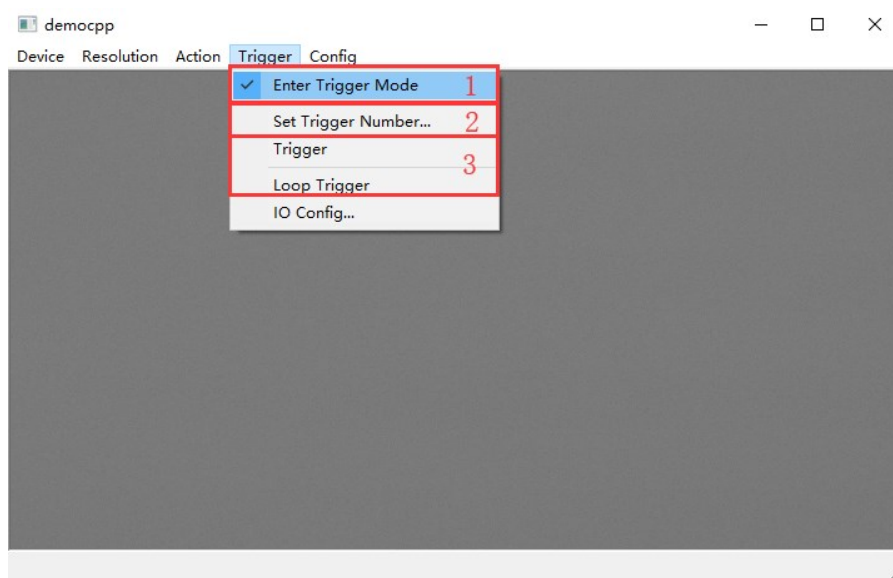 democpp
Device Resolution Action Trigger Config
Enter Trigger Mode 1
Set Trigger Number... 2
Trigger
3
Loop Trigger
IO Config...